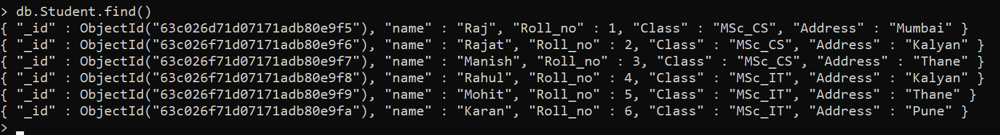 > db.Student.find()
{ "_id" : ObjectId("63c026d71d07171adb80e9f5"), "name" : "Raj", "Roll_no" : 1, "Class" : "MSc_CS", "Address" : "Mumbai" }
{ "_id" : ObjectId("63c026f71d07171adb80e9f6"), "name" : "Rajat", "Roll_no" : 2, "Class" : "MSc_CS", "Address" : "Kalyan" }
{ "_id" : ObjectId("63c026f71d07171adb80e9f7"), "name" : "Manish", "Roll_no" : 3, "Class" : "MSc_CS", "Address" : "Thane" }
{ "_id" : ObjectId("63c026f71d07171adb80e9f8"), "name" : "Rahul", "Roll_no" : 4, "Class" : "MSc_IT", "Address" : "Kalyan" }
{ "_id" : ObjectId("63c026f71d07171adb80e9f9"), "name" : "Mohit", "Roll_no" : 5, "Class" : "MSc_IT", "Address" : "Thane" }
{ "_id" : ObjectId("63c026f71d07171adb80e9fa"), "name" : "Karan", "Roll_no" : 6, "Class" : "MSc_IT", "Address" : "Pune" }
>